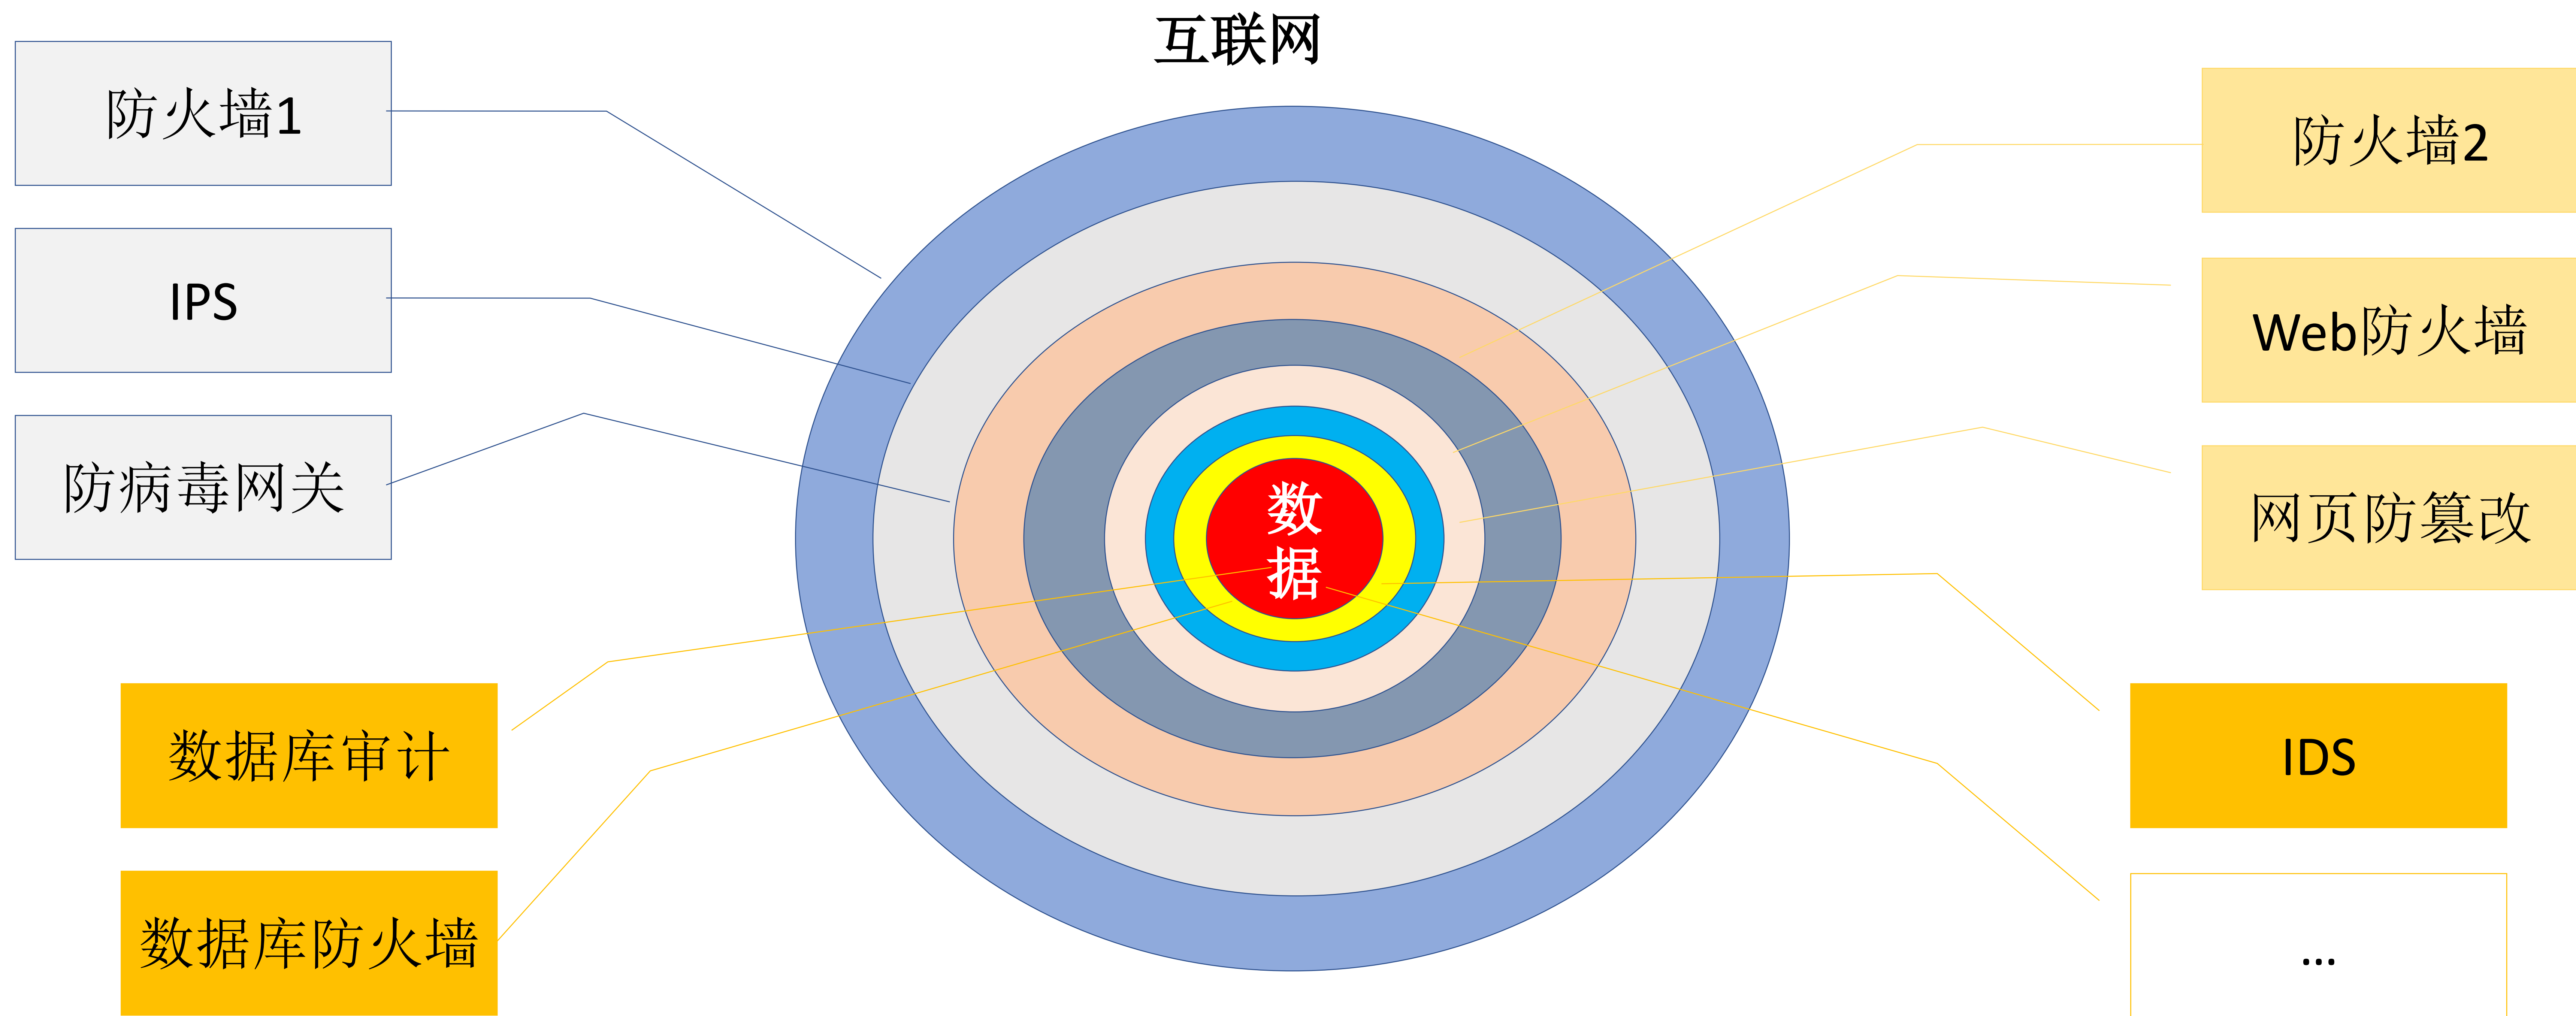 互联网
防火墙1
IPS
防病毒网关
数据库审计
数据库防火墙
数
据
防火墙2
Web防火墙
网页防篡改
IDS
...